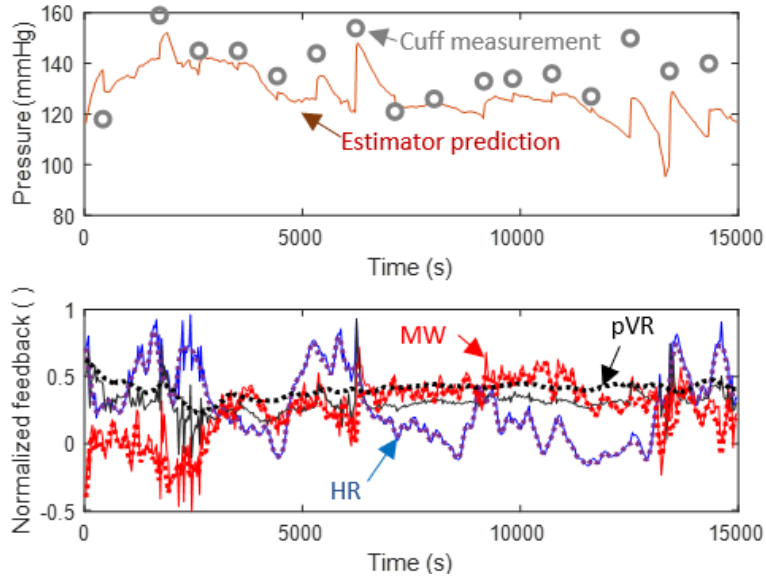 160
140
120
100
80
Pressure (mmHg)
Cuff measurement
Estimator prediction
0 5000 10000 15000
Time (s)
1
0.5
0
-0.5
Normalized feedback ( )
MW
pVR
HR
0 5000 10000 15000
Time (s)